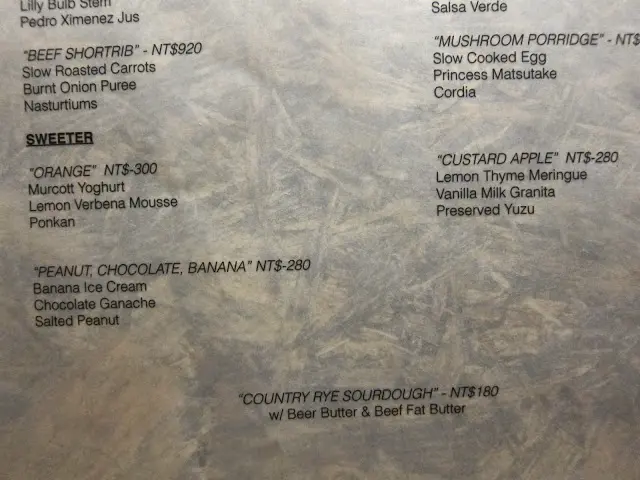 Lilly Bulb Stem
Pedro Ximenez Jus
"BEEF SHORTRIB" - NT$920
Slow Roasted Carrots
Burnt Onion Puree
Nasturtiums
SWEETER
"ORANGE" NT$-300
Murcott Yoghurt
Lemon Verbena Mousse
Ponkan
"PEANUT, CHOCOLATE, BANANA" NT$-280
Banana Ice Cream
Chocolate Ganache
Salted Peanut
Salsa Verde
"MUSHROOM PORRIDGE" - NT$
Slow Cooked Egg
Princess Matsutake
Cordia
"CUSTARD APPLE" NT$-280
Lemon Thyme Meringue
Vanilla Milk Granita
Preserved Yuzu
"COUNTRY RYE SOURDOUGH" - NT$180
w/ Beer Butter & Beef Fat Butter